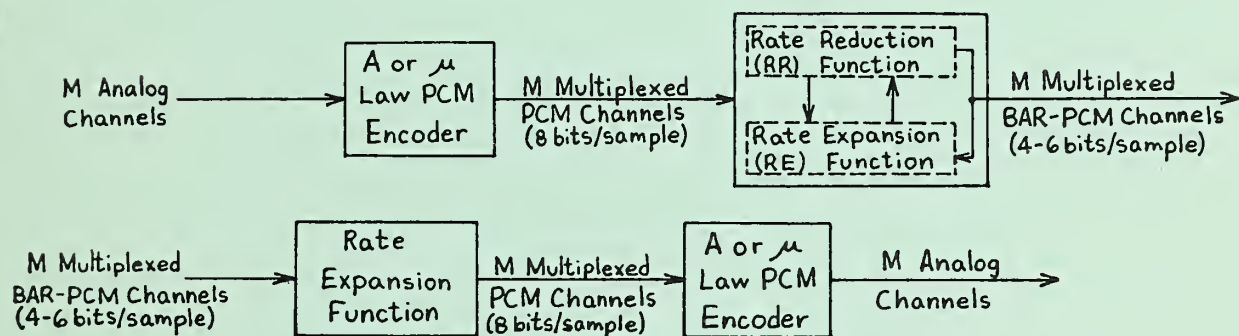 M Analog
Channels
A or μ
Law PCM
Encoder
M Multiplexed
PCM Channels
(8 bits/sample)
Rate Reduction
(RR) Function
Rate Expansion
(RE) Function
M Multiplexed
BAR-PCM Channels
(4-6 bits/sample)
M Multiplexed
BAR-PCM Channels
(4-6 bits/sample)
Rate
Expansion
Function
M Multiplexed
PCM Channels
(8 bits/sample)
A or μ
Law PCM
Encoder
M Analog
Channels